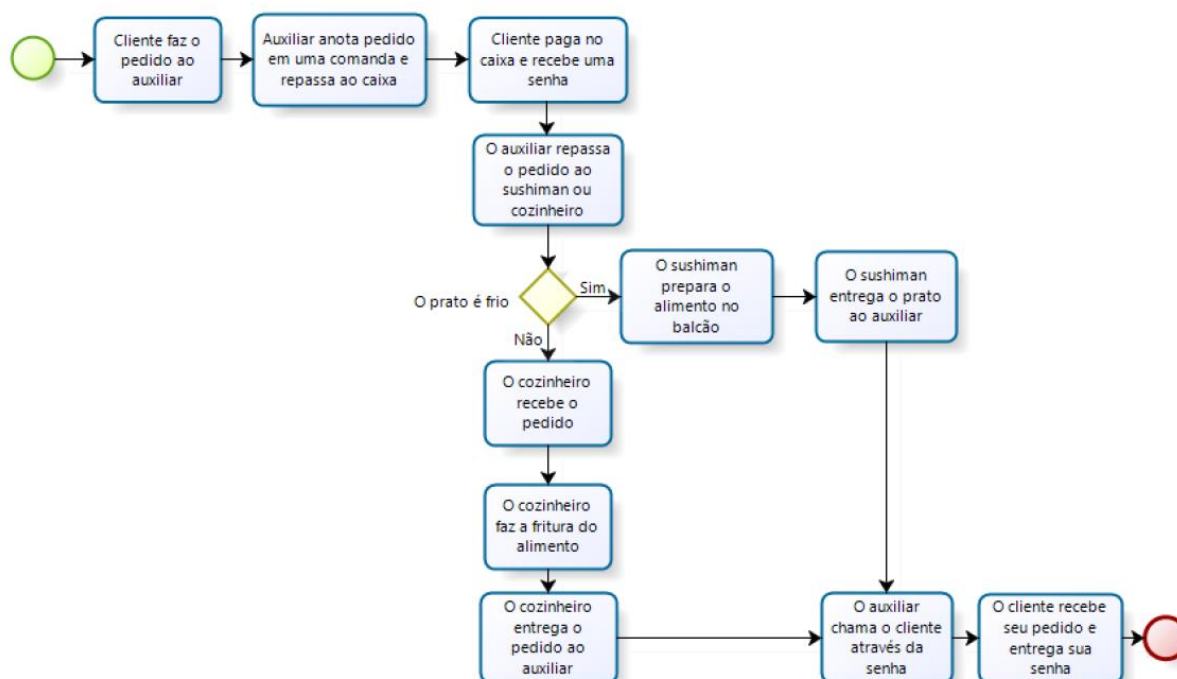 Cliente faz o
pedido ao
auxiliar
Auxiliar anota pedido
em uma comanda e
repassa ao caixa
Cliente paga no
caixa e recebe uma
senha
O auxiliar repassa
o pedido ao
sushiman ou
cozinheiro
O prato é frio
Sim
O sushiman
prepara o
alimento no
balcão
O sushiman
entrega o prato
ao auxiliar
Não
O cozinheiro
recebe o
pedido
O cozinheiro
faz a fritura do
alimento
O cozinheiro
entrega o
pedido ao
auxiliar
O auxiliar
chama o cliente
através da
senha
O cliente recebe
seu pedido e
entrega sua
senha